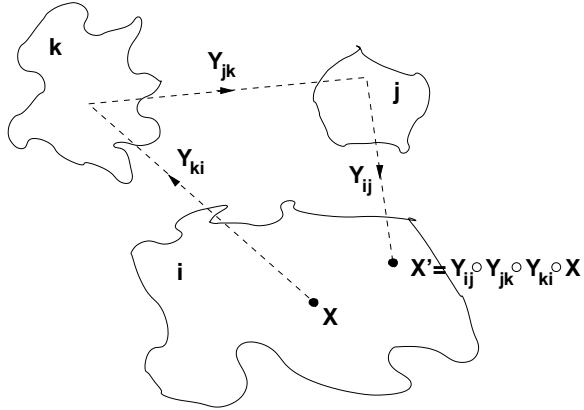 k
Y_jk
j
Y_ki
Y_ij
i
X' = Y_ij ∘ Y_jk ∘ Y_ki ∘ X
X